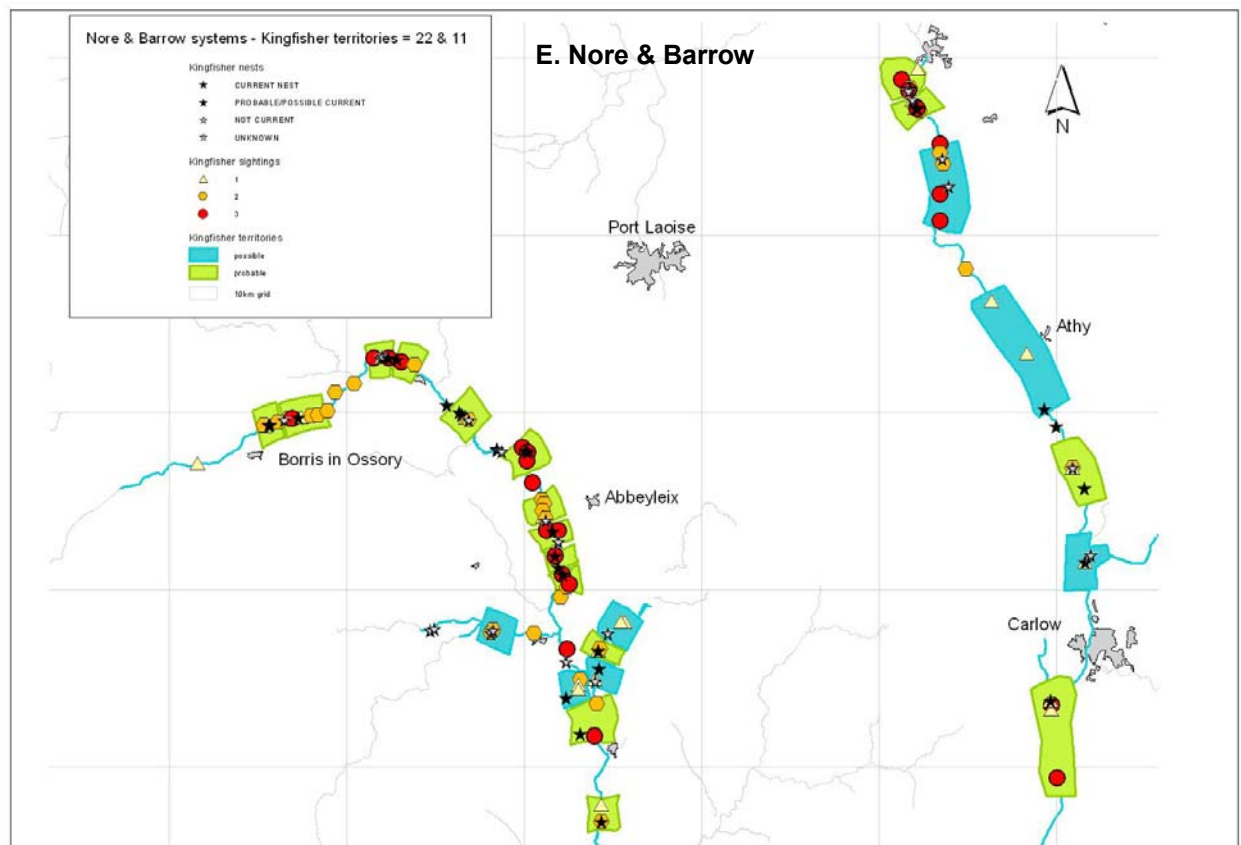 Nore & Barrow systems - Kingfisher territories = 22 & 11
E. Nore & Barrow
Kingfisher nests
CURRENT NEST
PROBABLE/POSSIBLE CURRENT
NOT CURRENT
UNKNOWN
Kingfisher sightings
1
2
3
Kingfisher territories
possible
probable
10km grid
N
Port Laoise
Athy
Borris in Ossory
Abbeyleix
Carlow